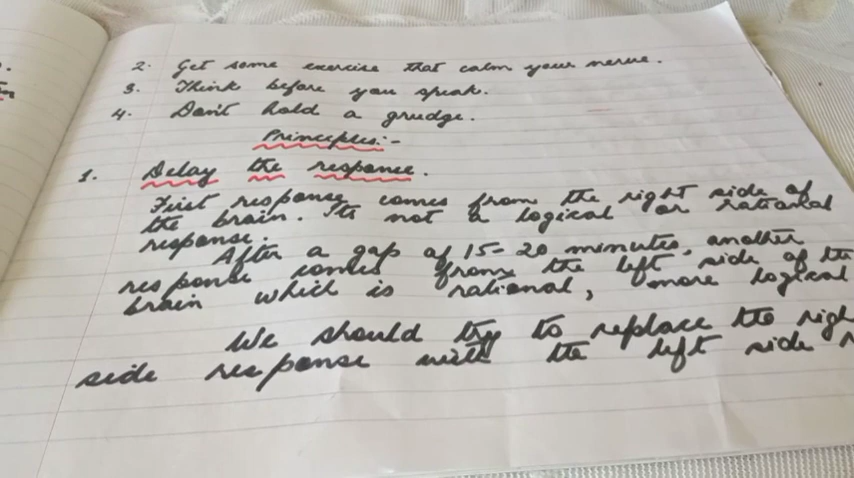 2. Get some exercise that calm your nerve.
3. Think before you speak.
4. Don't hold a grudge.
Principles:-
1. Delay the response.
First response comes from the right side of
the brain. Its not a logical or rational
response.
After a gap of 15-20 minutes. another
response comes from the left side of the
brain which is rational, more logical
We should try to replace the righ
side response with the left side